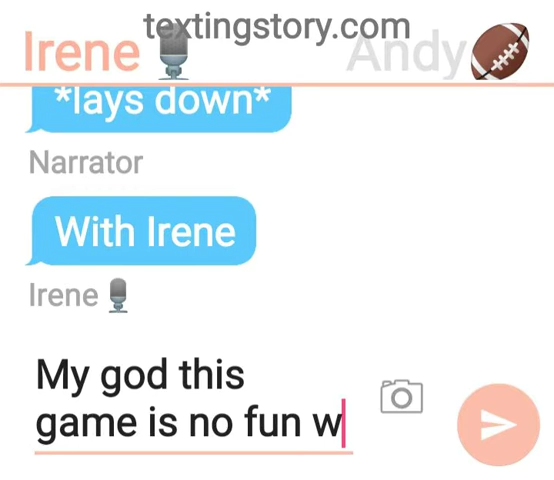 textingstory.com
Irene Andy
*lays down*
Narrator
With Irene
Irene
My god this
game is no fun w